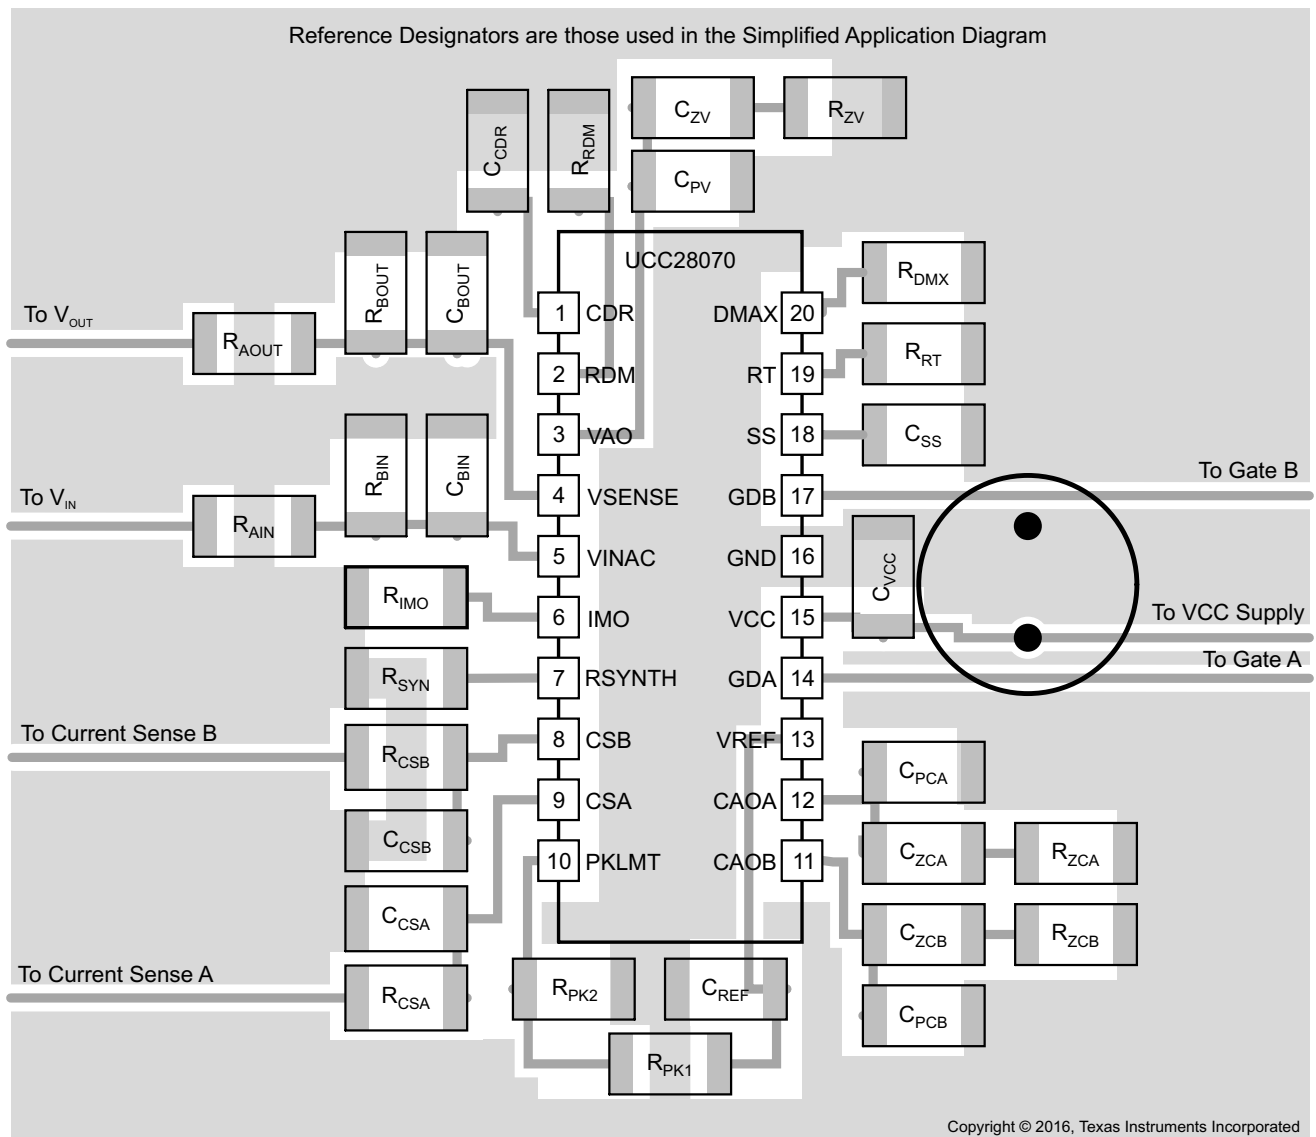 Reference Designators are those used in the Simplified Application Diagram
CZV
RZV
CCDR
RRDM
CPV
UCC28070
RBOUT
CBOUT
RDMX
To VOUT
RAOUT
1 CDR
DMAX 20
RRT
2 RDM
RT 19
3 VAO
SS 18
CSS
RBIN
CBIN
To Gate B
To VIN
RAIN
4 VSENSE
GDB 17
5 VINAC
GND 16
CVCC
RIMO
6 IMO
VCC 15
To VCC Supply
To Gate A
RSYN
7 RSYNTH
GDA 14
To Current Sense B
RCSB
8 CSB
VREF 13
CPCA
9 CSA
CAOA 12
CCSB
10 PKLMT
CAOB 11
CZCA
RZCA
CCSA
CZCB
RZCB
To Current Sense A
RCSA
RPK2
CREF
CPCB
RPK1
Copyright © 2016, Texas Instruments Incorporated